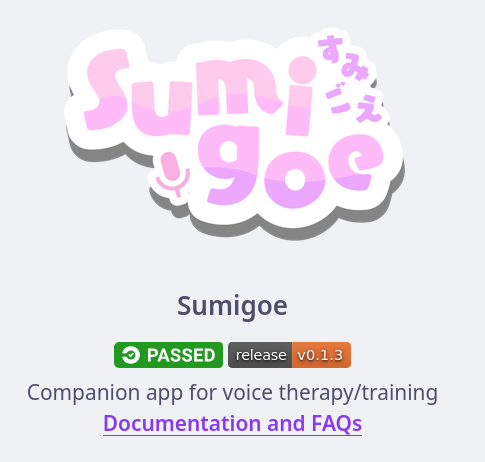 Sumi
すみ
ごえ
goe
Sumigoe
PASSED release v0.1.3
Companion app for voice therapy/training
Documentation and FAQs